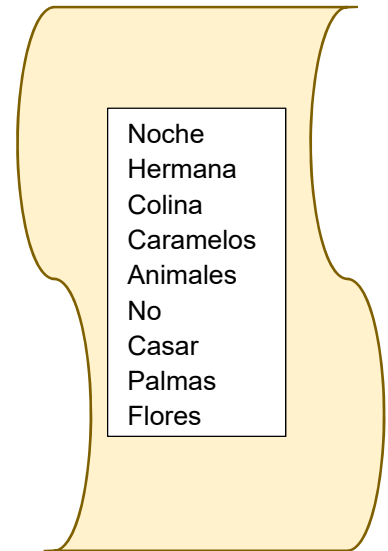 Noche
Hermana
Colina
Caramelos
Animales
No
Casar
Palmas
Flores